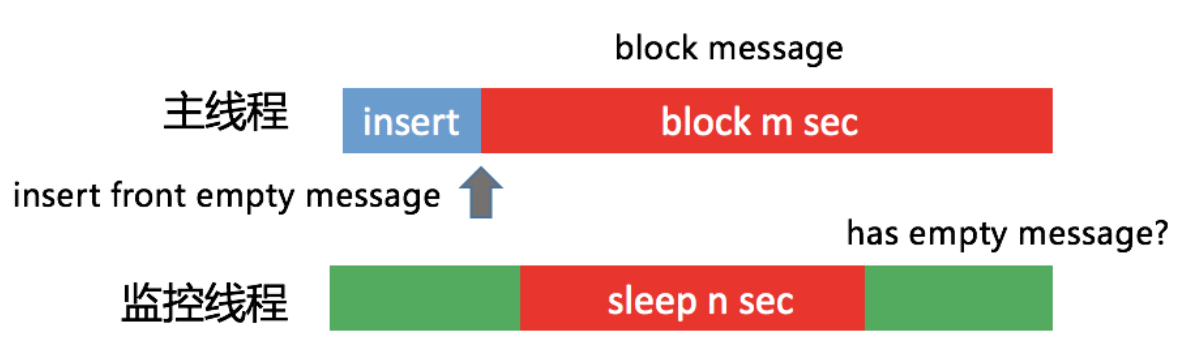 block message
主线程
insert
block m sec
insert front empty message
has empty message?
监控线程
sleep n sec